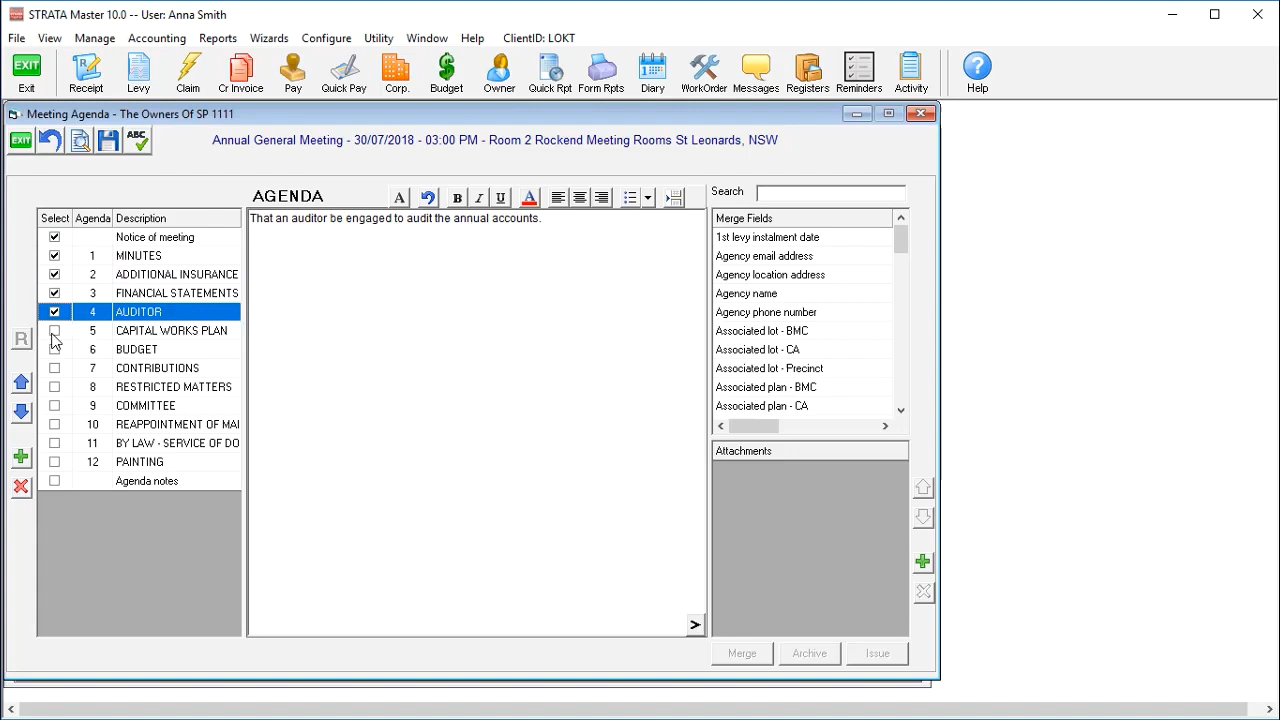 STRATA Master 10.0 -- User: Anna Smith
File View Manage Accounting Reports Wizards Configure Utility Window Help ClientID: LOKT
EXIT
Exit Receipt Levy Claim Cr Invoice Pay Quick Pay Corp. Budget Owner Quick Rpt Form Rpts Diary WorkOrder Messages Registers Reminders Activity Help
Meeting Agenda - The Owners Of SP 1111
EXIT ABC Annual General Meeting - 30/07/2018 - 03:00 PM - Room 2 Rockend Meeting Rooms St Leonards, NSW
AGENDA A B I U A
Search
Select Agenda Description
Notice of meeting
1 MINUTES
2 ADDITIONAL INSURANCE
3 FINANCIAL STATEMENTS
4 AUDITOR
5 CAPITAL WORKS PLAN
6 BUDGET
7 CONTRIBUTIONS
8 RESTRICTED MATTERS
9 COMMITTEE
10 REAPPOINTMENT OF MAI
11 BY LAW - SERVICE OF DO
12 PAINTING
Agenda notes
R
That an auditor be engaged to audit the annual accounts.
>
Merge Fields
1st levy instalment date
Agency email address
Agency location address
Agency name
Agency phone number
Associated lot - BMC
Associated lot - CA
Associated lot - Precinct
Associated plan - BMC
Associated plan - CA
Attachments
Merge Archive Issue